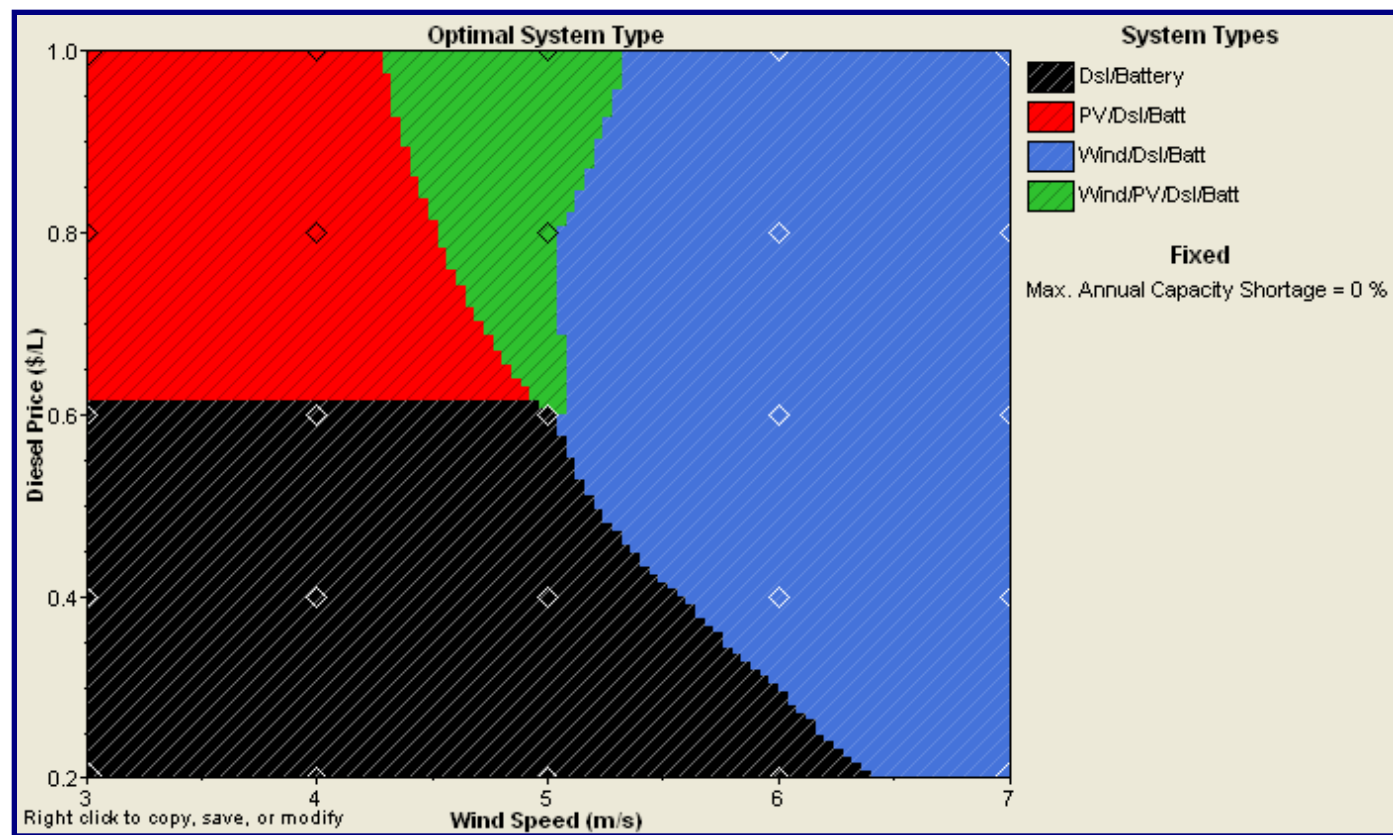 Optimal System Type
1.0
0.8
0.6
0.4
0.2
Diesel Price ($/L)
3
4
5
6
7
Wind Speed (m/s)
Right click to copy, save, or modify
System Types
Dsl/Battery
PV/Dsl/Batt
Wind/Dsl/Batt
Wind/PV/Dsl/Batt
Fixed
Max. Annual Capacity Shortage = 0 %